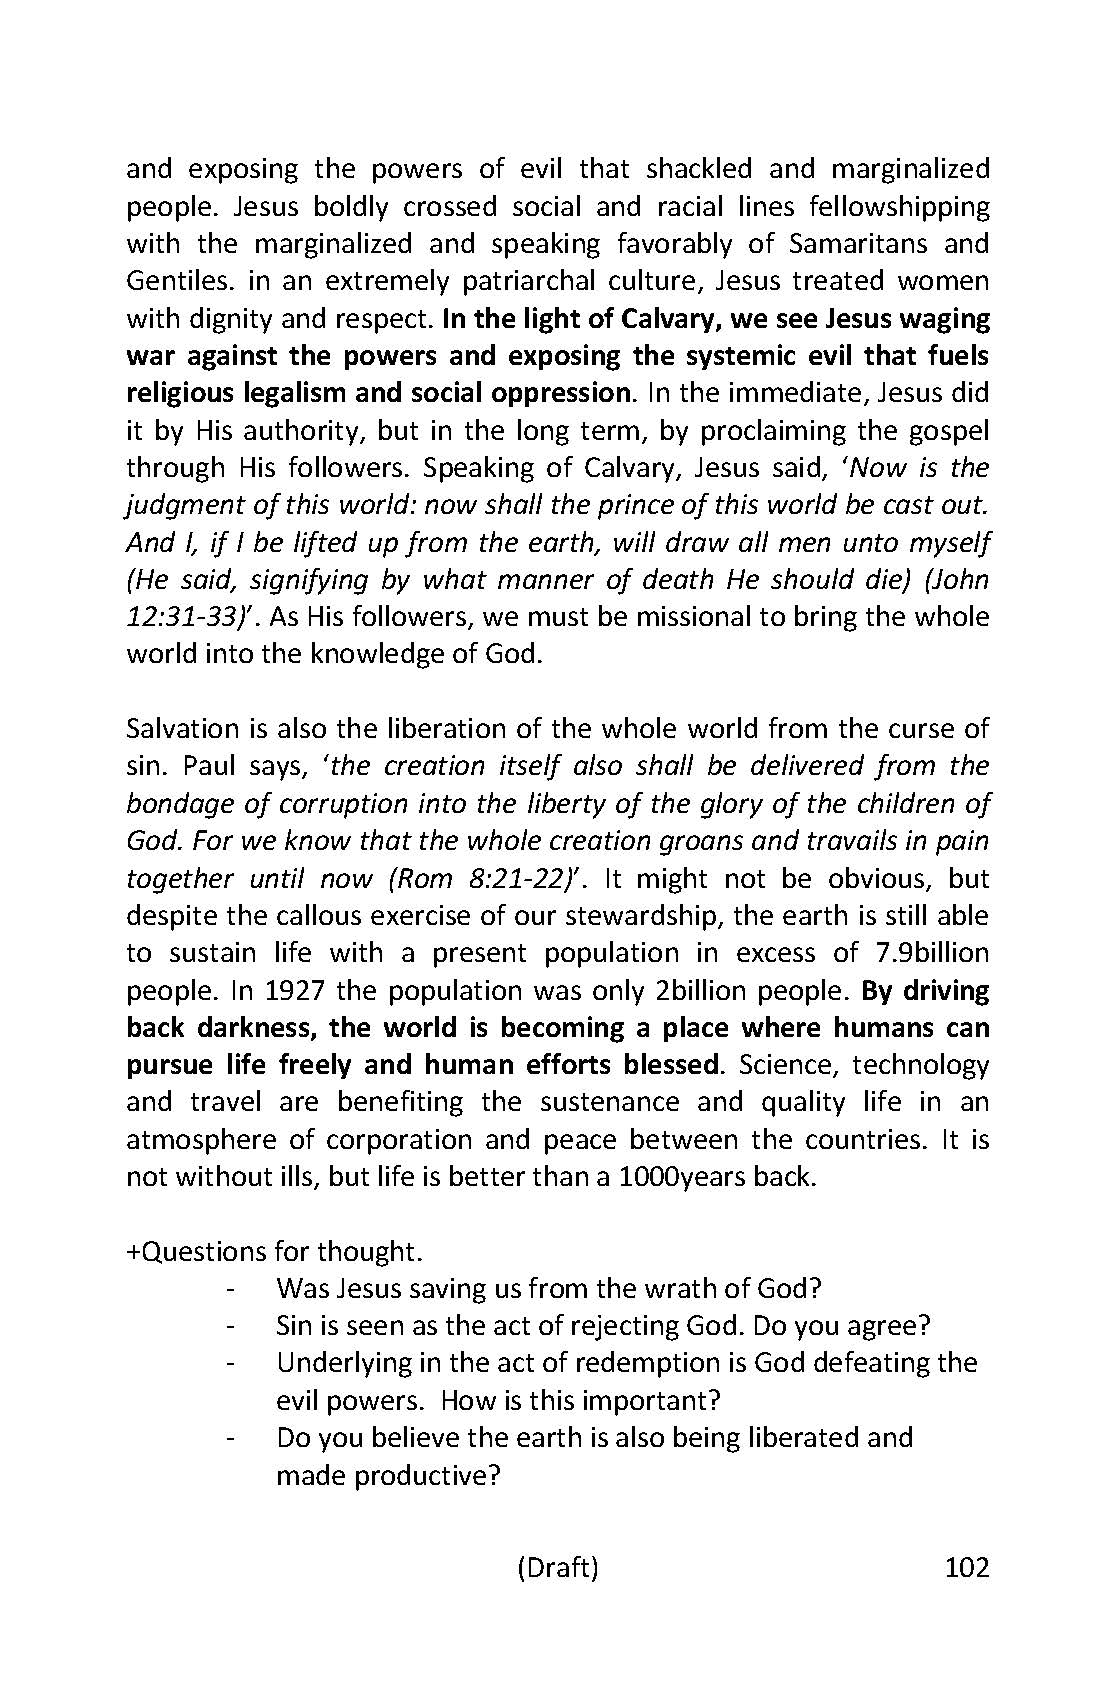 and exposing the powers of evil that shackled and marginalized
people. Jesus boldly crossed social and racial lines fellowshipping
with the marginalized and speaking favorably of Samaritans and
Gentiles. in an extremely patriarchal culture, Jesus treated women
with dignity and respect. In the light of Calvary, we see Jesus waging
war against the powers and exposing the systemic evil that fuels
religious legalism and social oppression. In the immediate, Jesus did
it by His authority, but in the long term, by proclaiming the gospel
through His followers. Speaking of Calvary, Jesus said, ‘Now is the
judgment of this world: now shall the prince of this world be cast out.
And I, if I be lifted up from the earth, will draw all men unto myself
(He said, signifying by what manner of death He should die) (John
12:31-33)’. As His followers, we must be missional to bring the whole
world into the knowledge of God.

Salvation is also the liberation of the whole world from the curse of
sin. Paul says, ‘the creation itself also shall be delivered from the
bondage of corruption into the liberty of the glory of the children of
God. For we know that the whole creation groans and travails in pain
together until now (Rom 8:21-22)’. It might not be obvious, but
despite the callous exercise of our stewardship, the earth is still able
to sustain life with a present population in excess of 7.9billion
people. In 1927 the population was only 2billion people. By driving
back darkness, the world is becoming a place where humans can
pursue life freely and human efforts blessed. Science, technology
and travel are benefiting the sustenance and quality life in an
atmosphere of corporation and peace between the countries. It is
not without ills, but life is better than a 1000years back.

+Questions for thought.
- Was Jesus saving us from the wrath of God?
- Sin is seen as the act of rejecting God. Do you agree?
- Underlying in the act of redemption is God defeating the
evil powers.  How is this important?
- Do you believe the earth is also being liberated and
made productive?

(Draft) 102